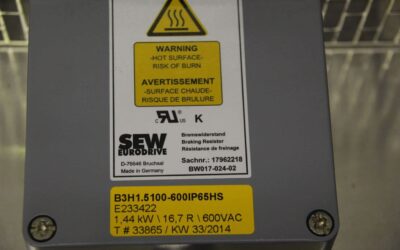 WARNING
-HOT SURFACE-
RISK OF BURN
AVERTISSEMENT
-SURFACE CHAUDE-
RISQUE DE BRULURE
c RU us K
SEW
EURODRIVE
Bremswiderstand
Braking Resistor
Résistance de freinage
D-76646 Bruchsal
Made in Germany
Sachnr.: 17962218
BW017-024-02
B3H1.5100-600IP65HS
E233422
1,44 kW / 16,7 R / 600VAC
T # 33865 / KW 33/2014